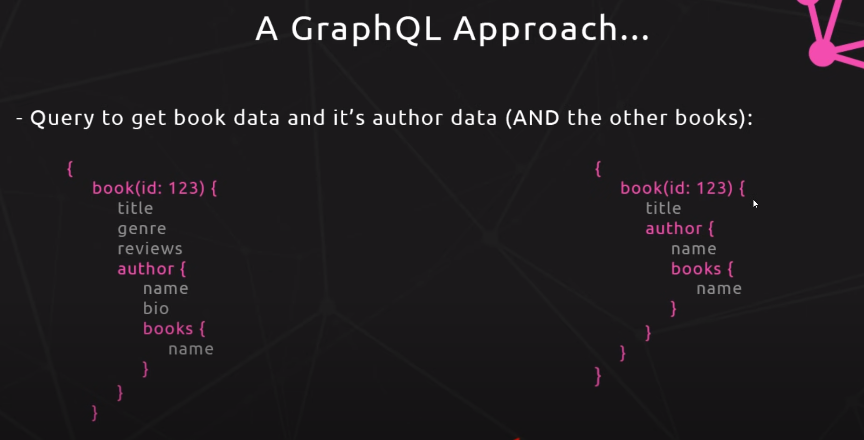 A GraphQL Approach...
- Query to get book data and it's author data (AND the other books):
{
book(id: 123) {
title
genre
reviews
author {
name
bio
books {
name
}
}
}
{
book(id: 123) {
title
author {
name
books {
name
}
}
}
}